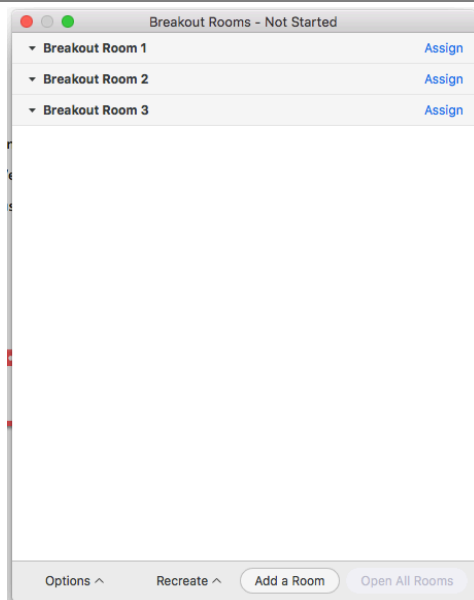 Breakout Rooms - Not Started
Breakout Room 1 Assign
Breakout Room 2 Assign
Breakout Room 3 Assign
Options Recreate Add a Room Open All Rooms